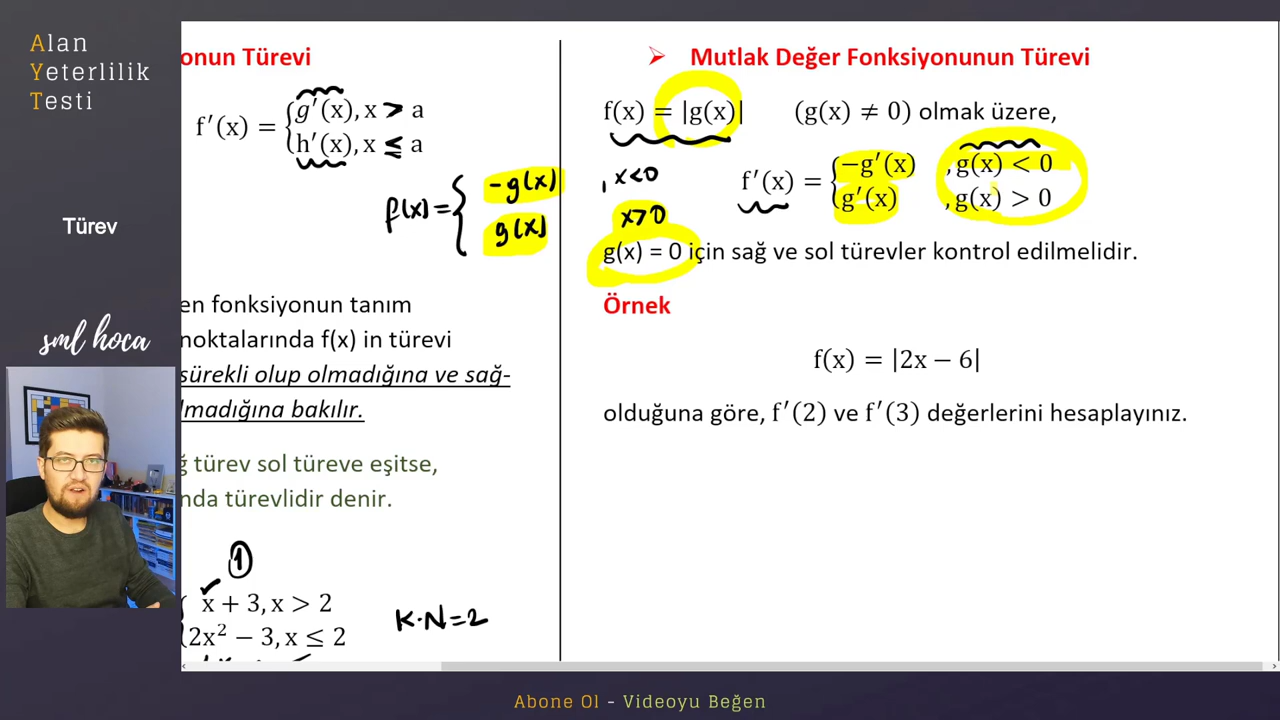 Alan
Yeterlilik
Testi
Türev
sml hoca
onun Türevi
f′(x) = {g′(x), x > a
h′(x), x ≤ a
f(x) = { -g(x) , x<0
g(x) x>0
en fonksiyonun tanım
noktalarında f(x) in türevi
sürekli olup olmadığına ve sağ-
lmadığına bakılır.
ğ türev sol türeve eşitse,
nda türevlidir denir.
1
x + 3, x > 2
2x² − 3, x ≤ 2
K.N=2
➢ Mutlak Değer Fonksiyonunun Türevi
f(x) = |g(x)| (g(x) ≠ 0) olmak üzere,
f′(x) = {−g′(x) , g(x) < 0
g′(x) , g(x) > 0
g(x) = 0 için sağ ve sol türevler kontrol edilmelidir.
Örnek
f(x) = |2x − 6|
olduğuna göre, f′(2) ve f′(3) değerlerini hesaplayınız.
Abone Ol - Videoyu Beğen